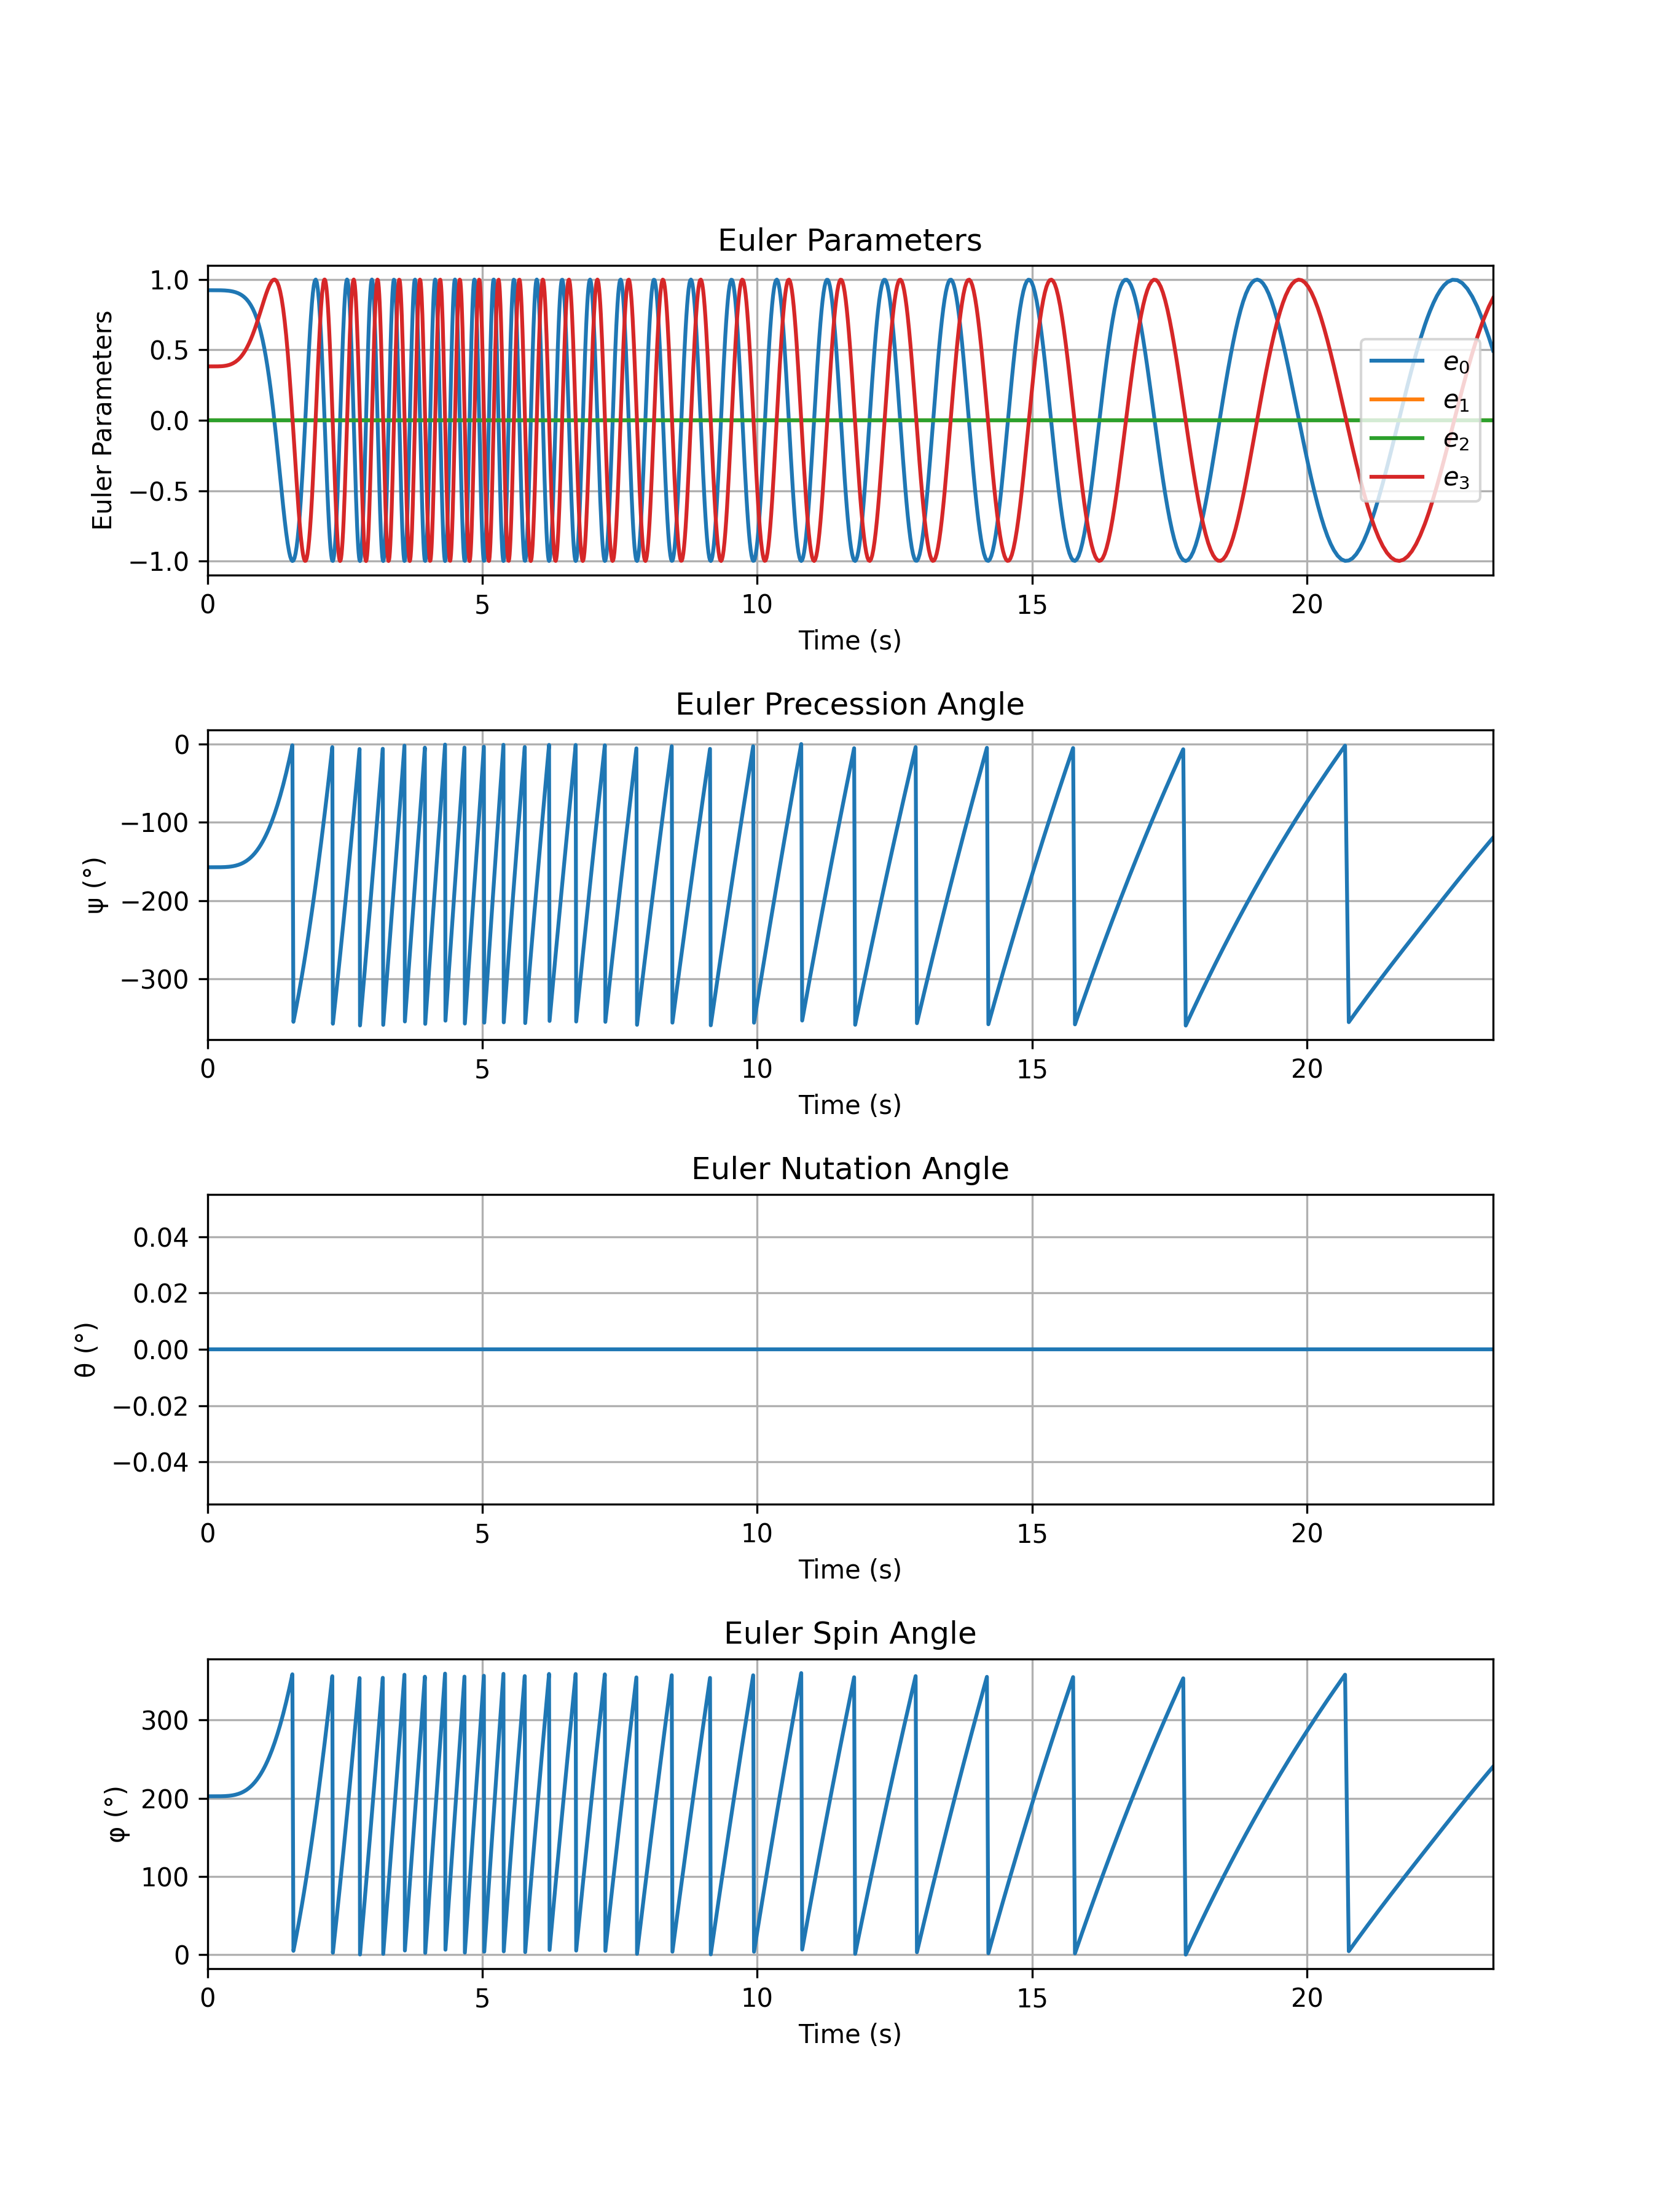 Euler Parameters
Euler Parameters
1.0
0.5
0.0
−0.5
−1.0
e₀
e₁
e₂
e₃
0 5 10 15 20
Time (s)
Euler Precession Angle
ψ (°)
0
−100
−200
−300
0 5 10 15 20
Time (s)
Euler Nutation Angle
θ (°)
0.04
0.02
0.00
−0.02
−0.04
0 5 10 15 20
Time (s)
Euler Spin Angle
φ (°)
300
200
100
0
0 5 10 15 20
Time (s)